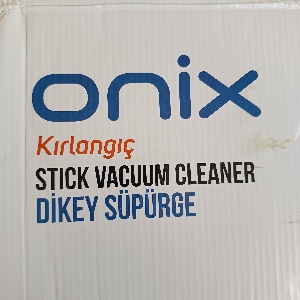 onix
Kırlangıç
STICK VACUUM CLEANER
DİKEY SÜPÜRGE